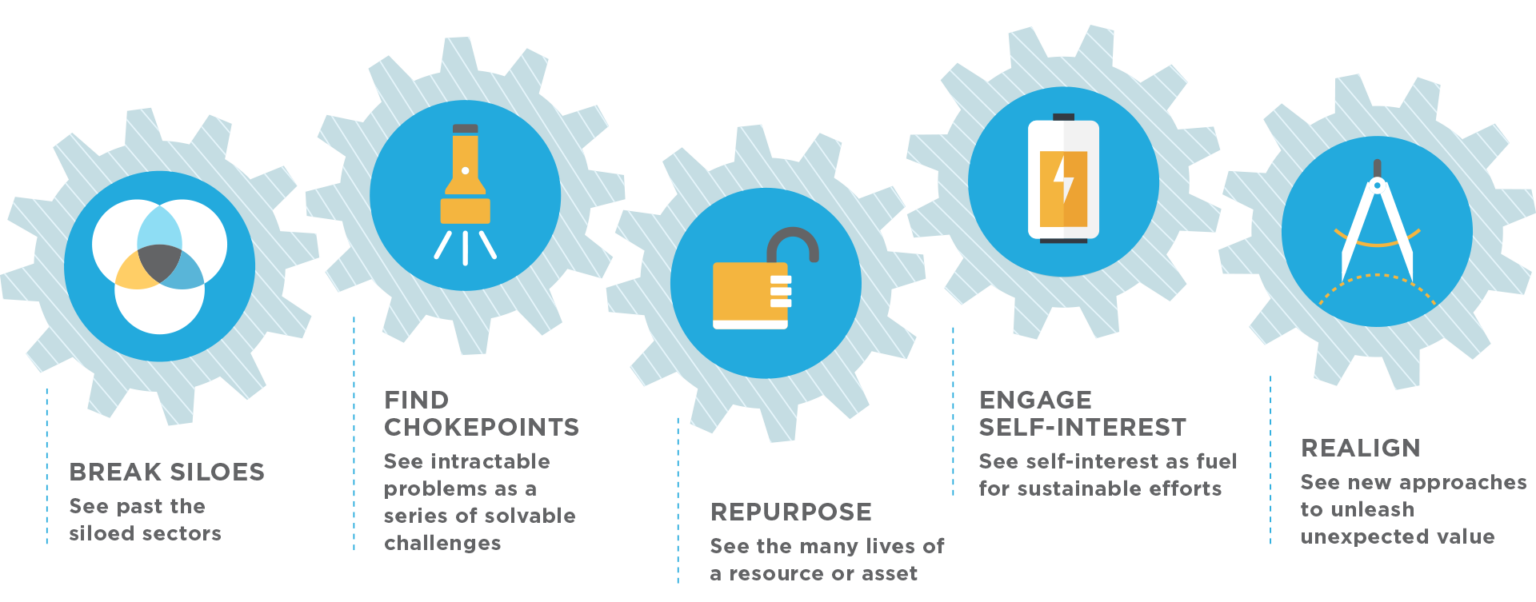 BREAK SILOES
See past the
siloed sectors
FIND
CHOKEPOINTS
See intractable
problems as a
series of solvable
challenges
REPURPOSE
See the many lives of
a resource or asset
ENGAGE
SELF-INTEREST
See self-interest as fuel
for sustainable efforts
REALIGN
See new approaches
to unleash
unexpected value